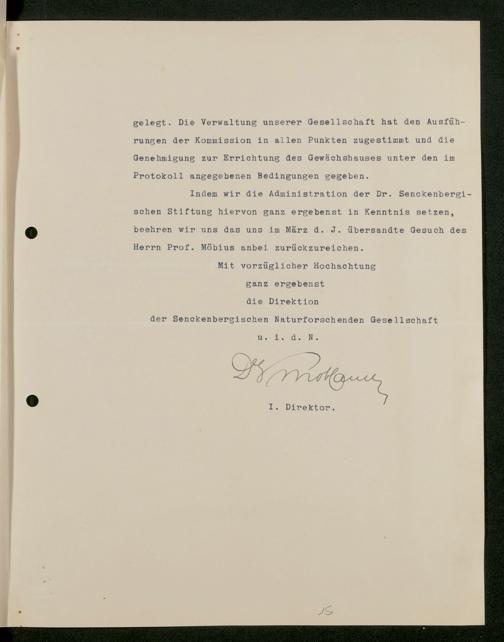 gelegt. Die Verwaltung unserer Gesellschaft hat den Ausfüh-
rungen der Kommission in allen Punkten zugestimmt und die
Genehmigung zur Errichtung des Gewächshauses unter den im
Protokoll angegebenen Bedingungen gegeben.
Indem wir die Administration der Dr. Senckenbergi-
schen Stiftung hiervon ganz ergebenst in Kenntnis setzen,
beehren wir uns das uns im März d. J. übersandte Gesuch des
Herrn Prof. Möbius anbei zurückzureichen.
Mit vorzüglicher Hochachtung
ganz ergebenst
die Direktion
der Senckenbergischen Naturforschenden Gesellschaft
u. i. d. N.
I. Direktor.
15